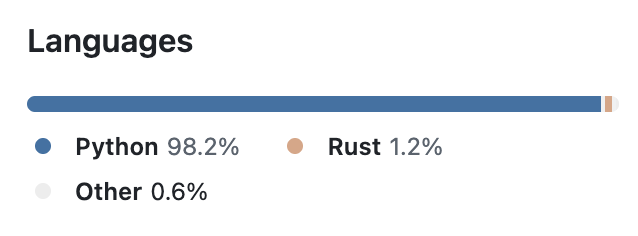 Languages
Python 98.2% Rust 1.2%
Other 0.6%